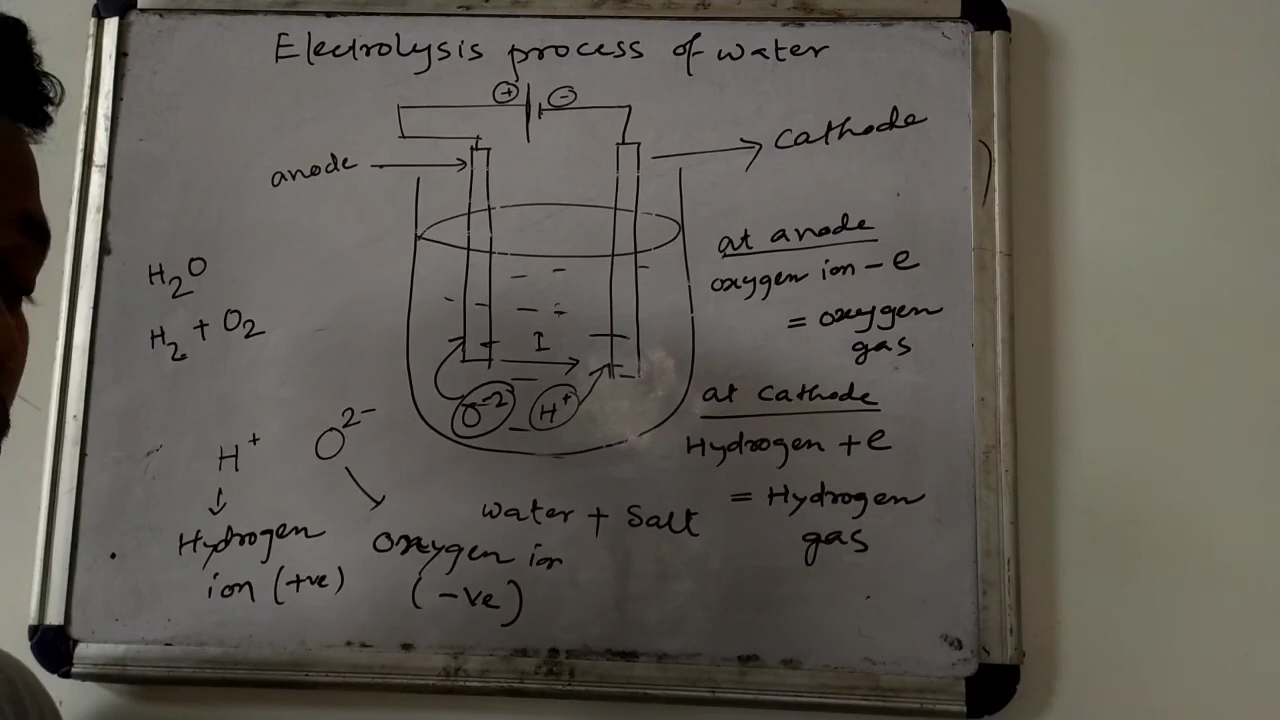 Electrolysis process of water
⊕ ⊖
anode
Cathode
H₂O
H₂ + O₂
at anode
oxygen ion - e
= oxygen
gas
I
O⁻² H⁺
at Cathode
Hydrogen + e
= Hydrogen
gas
H⁺ O²⁻
Hydrogen
ion (+ve)
oxygen ion
(-ve)
water + Salt